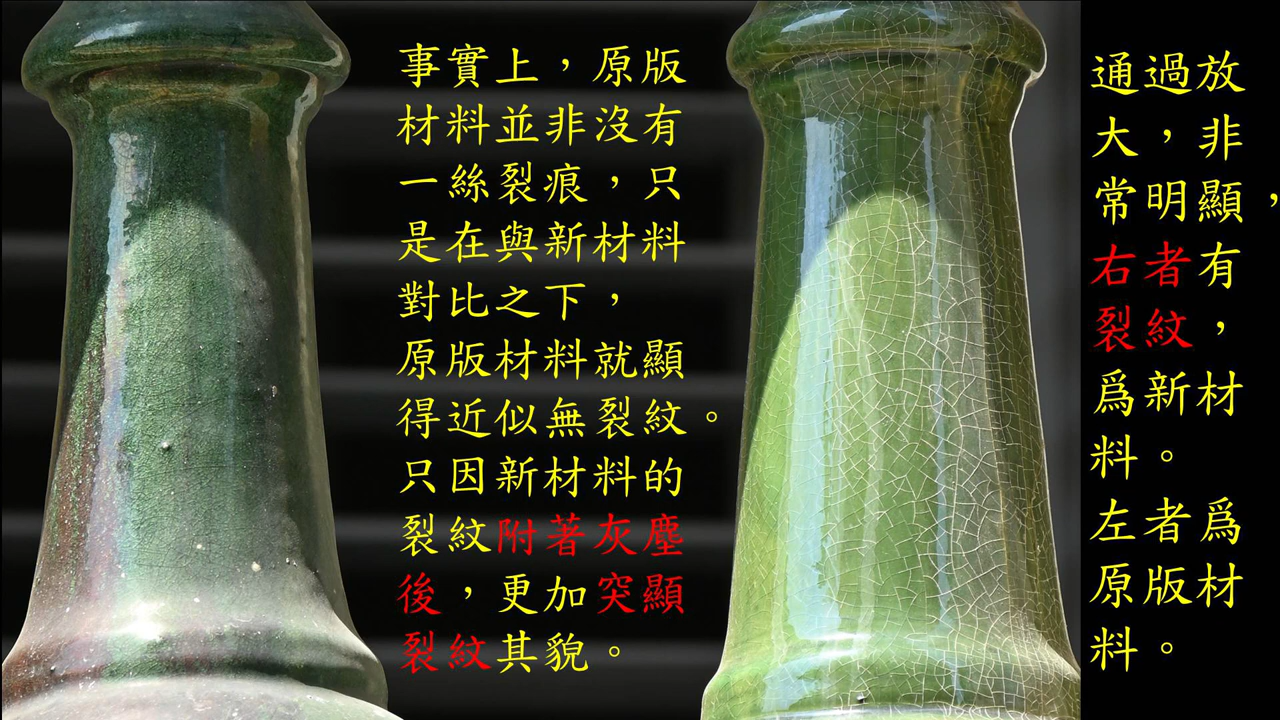 事實上，原版
材料並非沒有
一絲裂痕，只
是在與新材料
對比之下，
原版材料就顯
得近似無裂紋。
只因新材料的
裂紋附著灰塵
後，更加突顯
裂紋其貌。
通過放
大，非
常明顯，
右者有
裂紋，
爲新材
料。
左者爲
原版材
料。